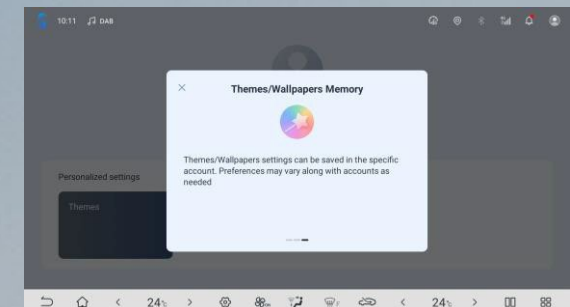 10:11 DAB
Themes/Wallpapers Memory
Themes/Wallpapers settings can be saved in the specific
account. Preferences may vary along with accounts as
needed
Personalized settings
Themes
24°c 24°c